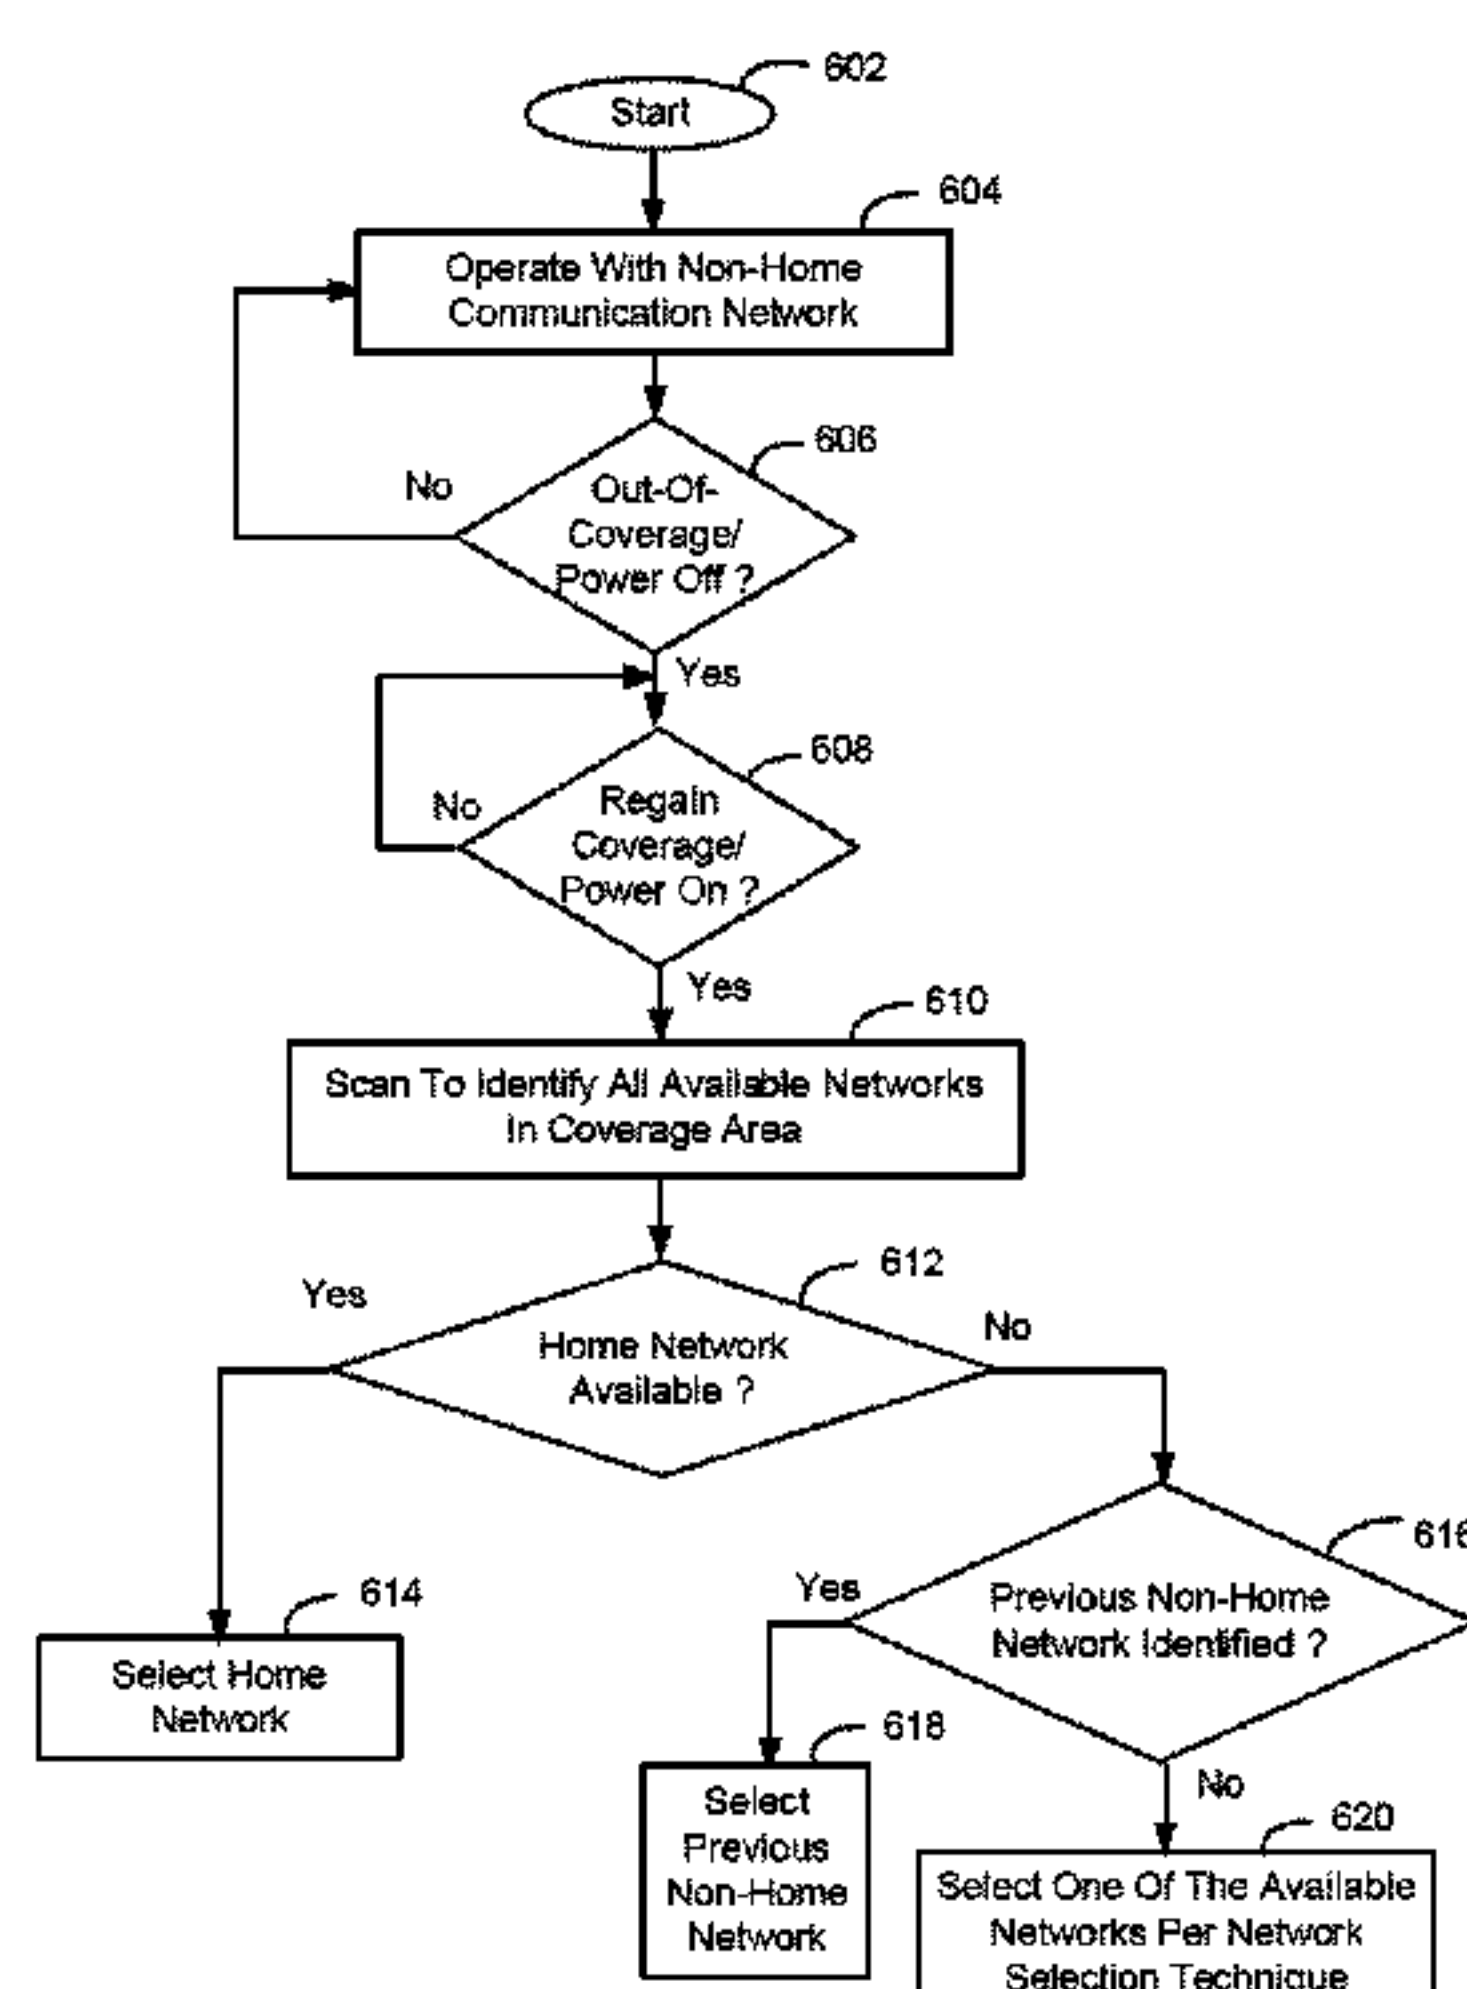 602
Start
604
Operate With Non-Home
Communication Network
606
No
Out-Of-
Coverage/
Power Off ?
Yes
608
No
Regain
Coverage/
Power On ?
Yes
610
Scan To Identify All Available Networks
In Coverage Area
612
Yes
No
Home Network
Available ?
616
614
Yes
Previous Non-Home
Network Identified ?
Select Home
Network
618
No
Select
Previous
Non-Home
Network
620
Select One Of The Available
Networks Per Network
Selection Technique